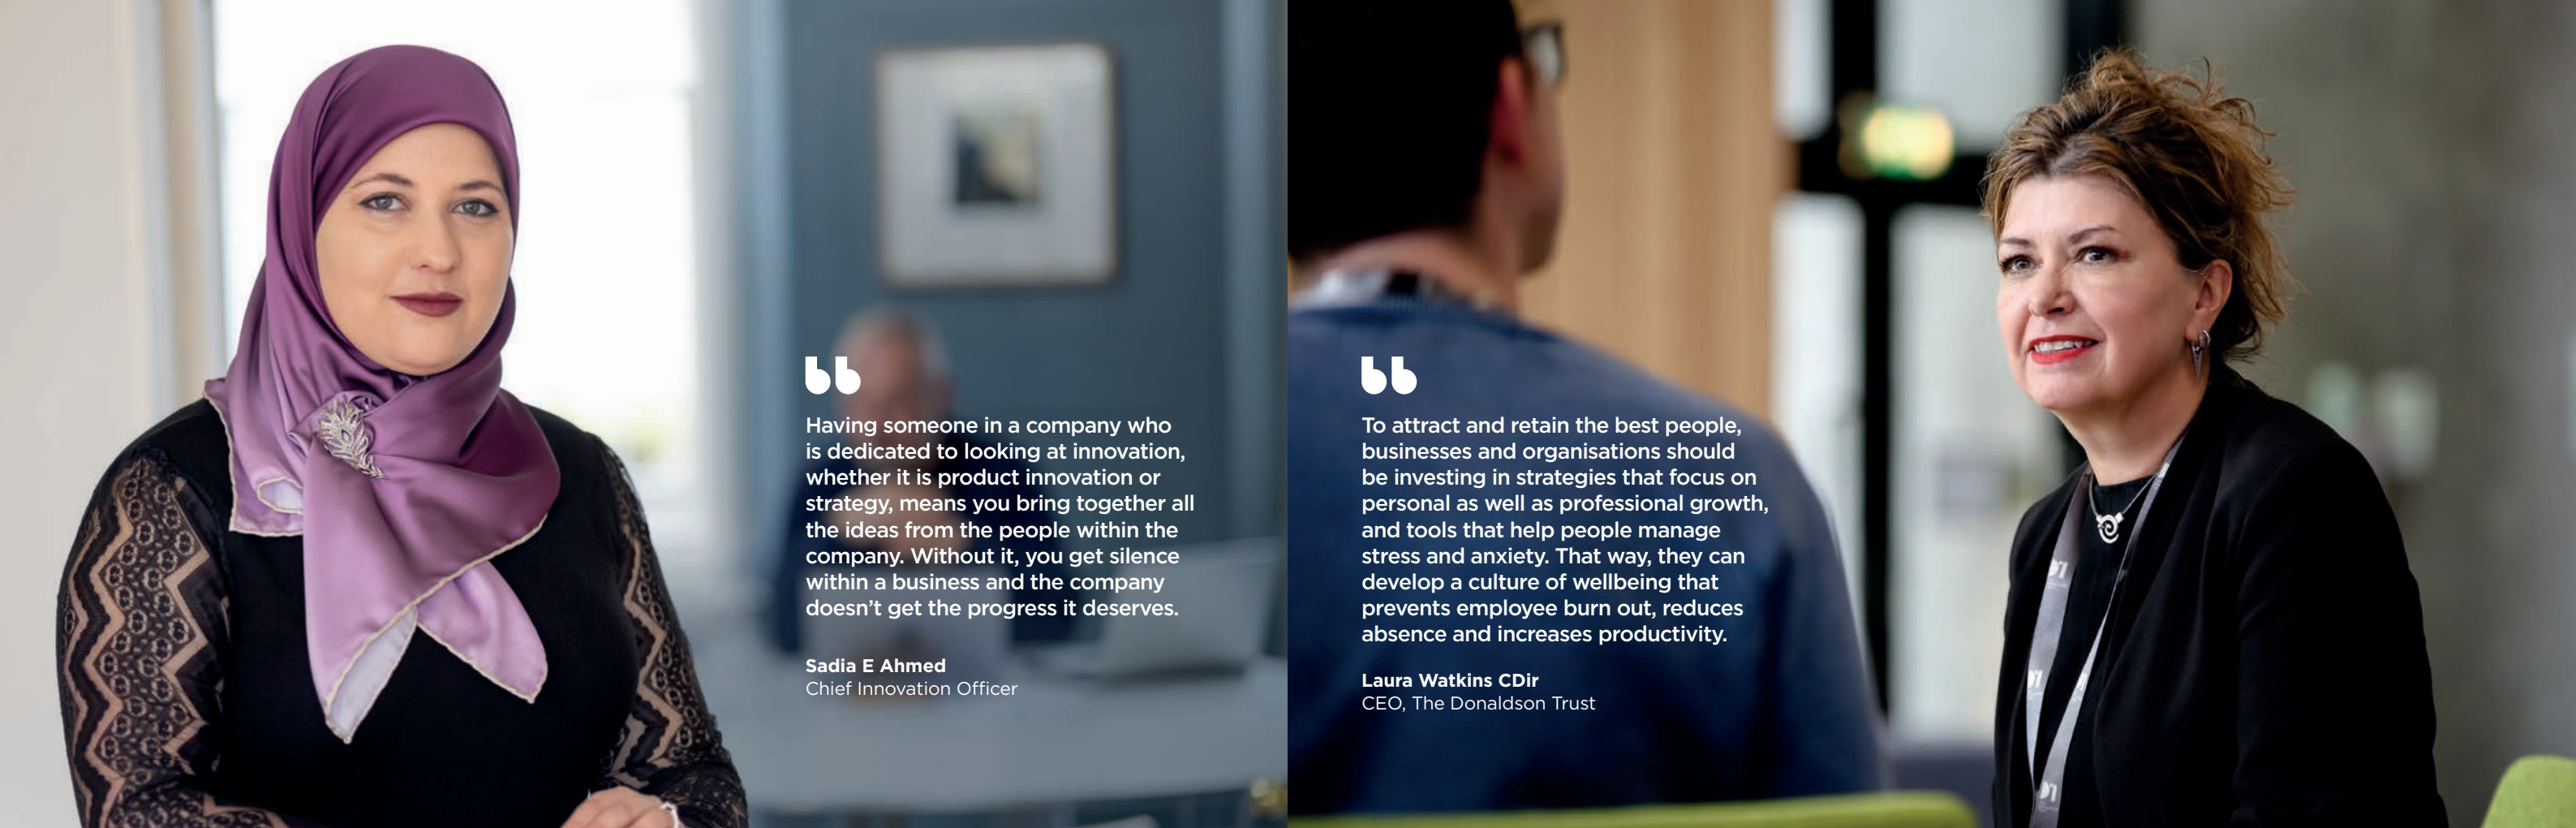 Having someone in a company who
is dedicated to looking at innovation,
whether it is product innovation or
strategy, means you bring together all
the ideas from the people within the
company. Without it, you get silence
within a business and the company
doesn't get the progress it deserves.
Sadia E Ahmed
Chief Innovation Officer
To attract and retain the best people,
businesses and organisations should
be investing in strategies that focus on
personal as well as professional growth,
and tools that help people manage
stress and anxiety. That way, they can
develop a culture of wellbeing that
prevents employee burn out, reduces
absence and increases productivity.
Laura Watkins CDir
CEO, The Donaldson Trust